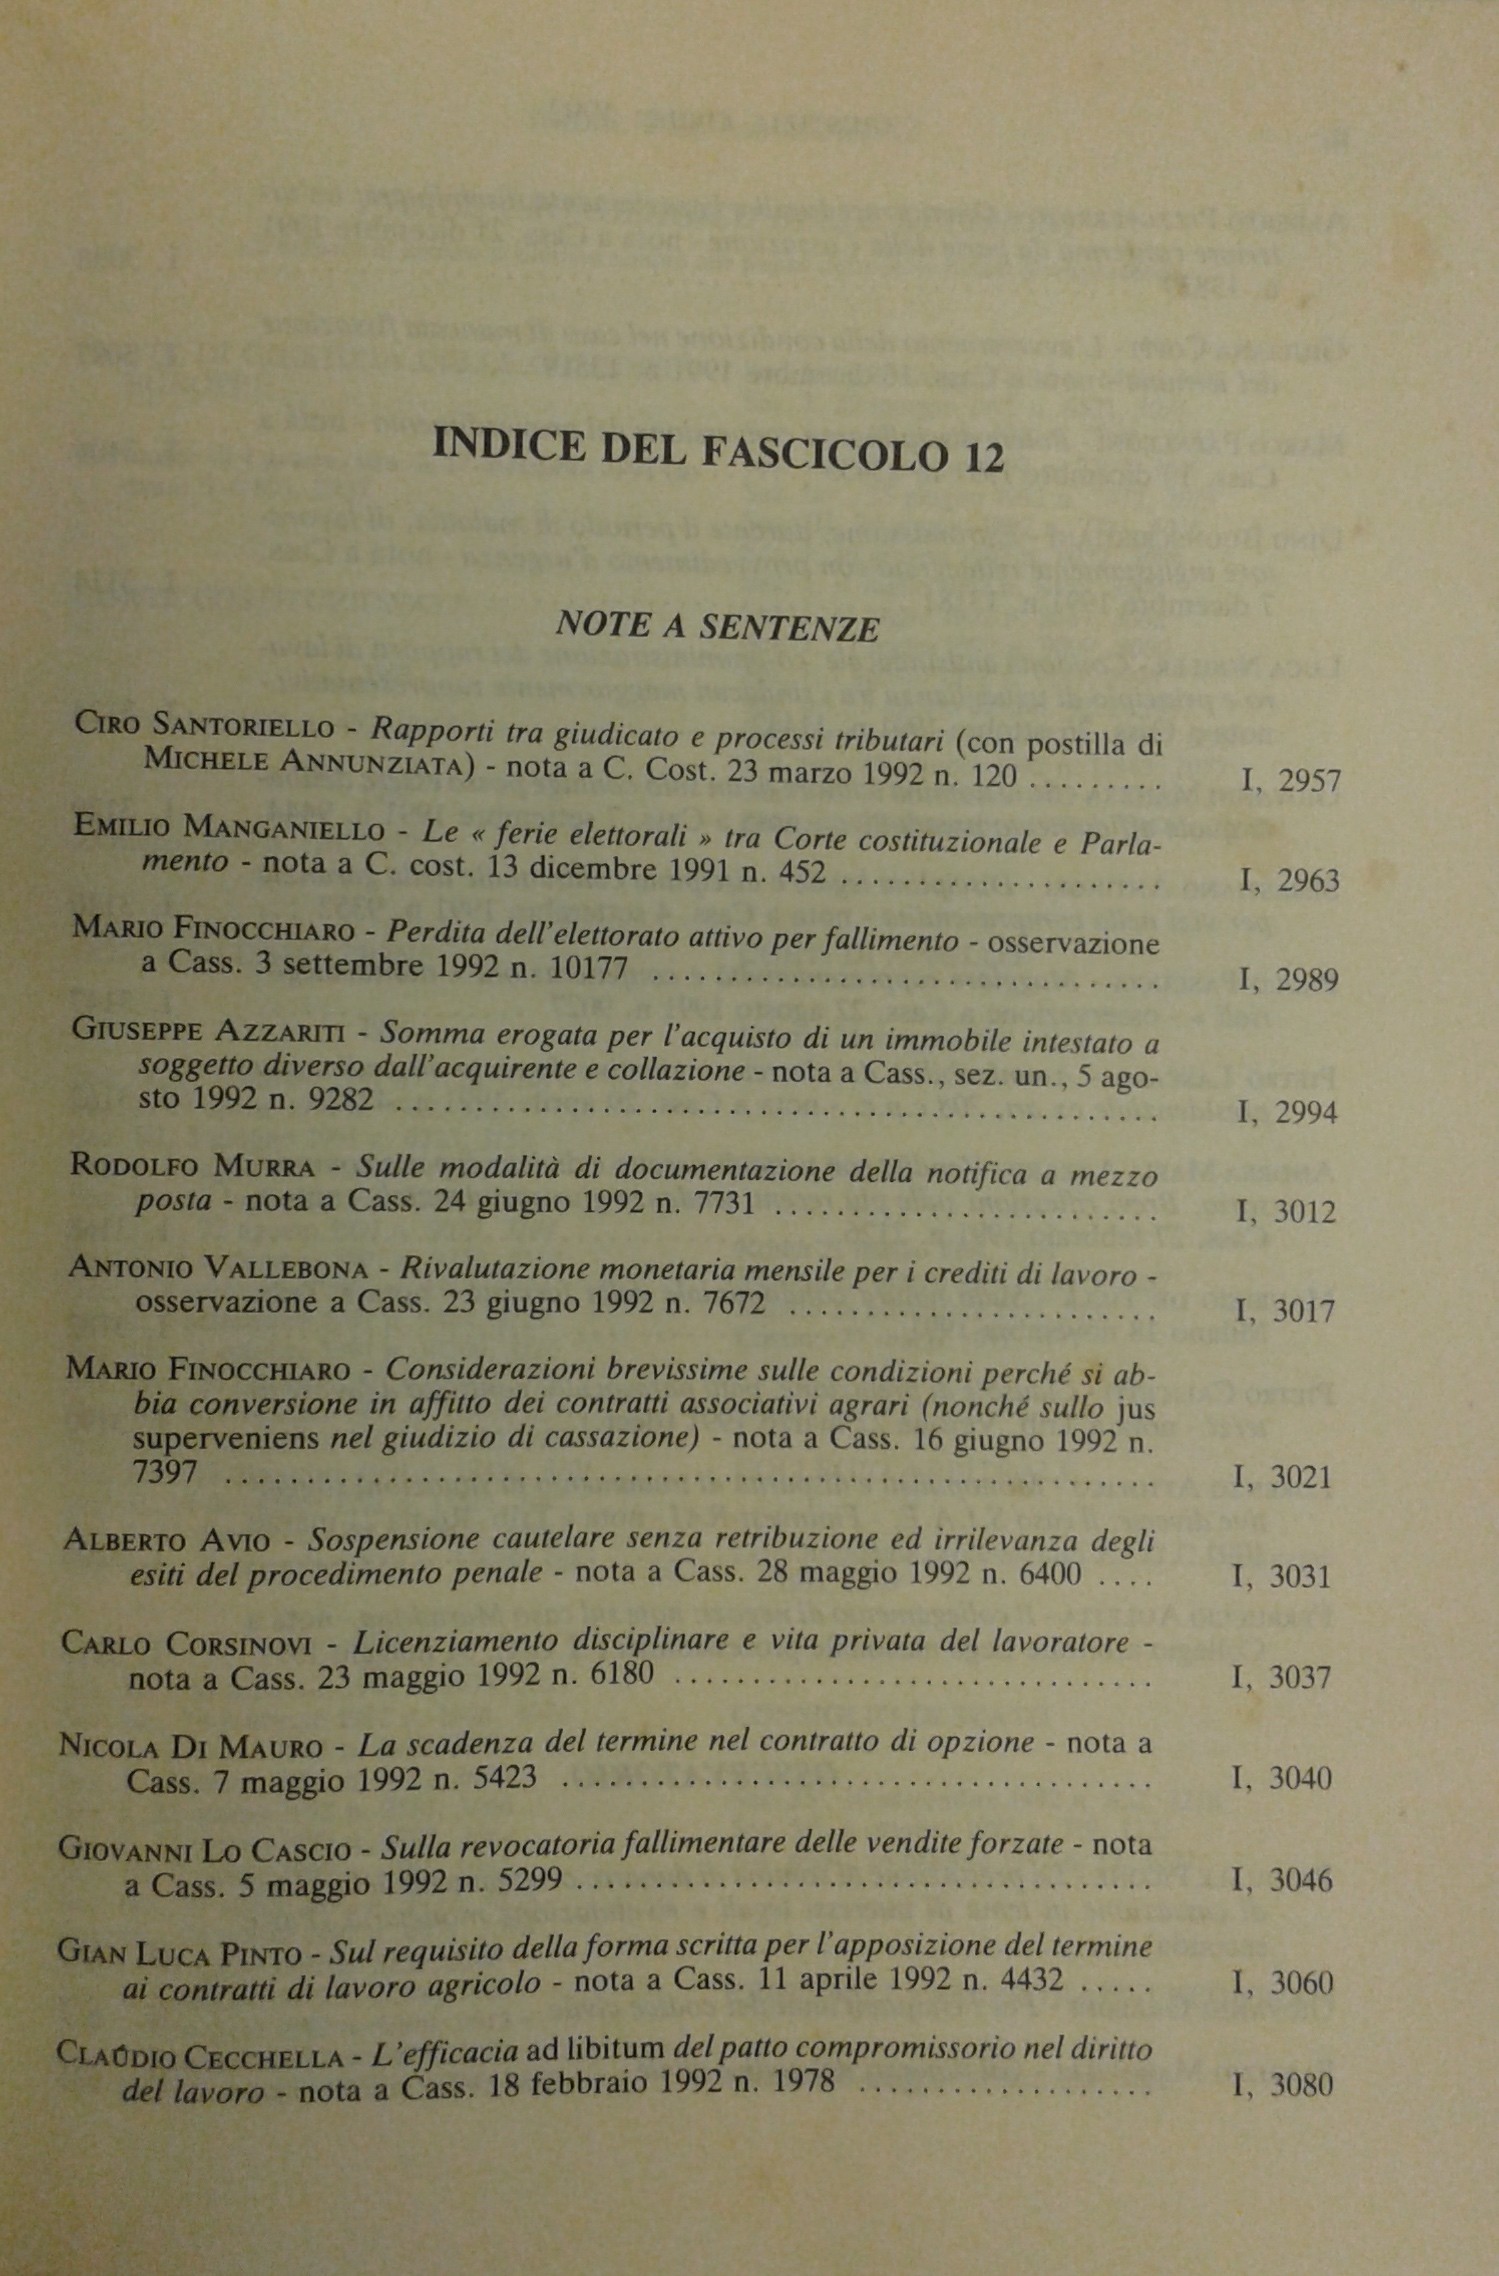 INDICE DEL FASCICOLO 12
NOTE A SENTENZE
CIRO SANTORIELLO - Rapporti tra giudicato e processi tributari (con postilla di
MICHELE ANNUNZIATA) - nota a C. Cost. 23 marzo 1992 n. 120 ......... I, 2957
EMILIO MANGANIELLO - Le « ferie elettorali » tra Corte costituzionale e Parla-
mento - nota a C. cost. 13 dicembre 1991 n. 452 ..................... I, 2963
MARIO FINOCCHIARO - Perdita dell'elettorato attivo per fallimento - osservazione
a Cass. 3 settembre 1992 n. 10177 ................................. I, 2989
GIUSEPPE AZZARITI - Somma erogata per l'acquisto di un immobile intestato a
soggetto diverso dall'acquirente e collazione - nota a Cass., sez. un., 5 ago-
sto 1992 n. 9282 .................................................. I, 2994
RODOLFO MURRA - Sulle modalità di documentazione della notifica a mezzo
posta - nota a Cass. 24 giugno 1992 n. 7731 ......................... I, 3012
ANTONIO VALLEBONA - Rivalutazione monetaria mensile per i crediti di lavoro -
osservazione a Cass. 23 giugno 1992 n. 7672 ........................ I, 3017
MARIO FINOCCHIARO - Considerazioni brevissime sulle condizioni perché si ab-
bia conversione in affitto dei contratti associativi agrari (nonché sullo jus
superveniens nel giudizio di cassazione) - nota a Cass. 16 giugno 1992 n.
7397 ............................................................. I, 3021
ALBERTO AVIO - Sospensione cautelare senza retribuzione ed irrilevanza degli
esiti del procedimento penale - nota a Cass. 28 maggio 1992 n. 6400 .... I, 3031
CARLO CORSINOVI - Licenziamento disciplinare e vita privata del lavoratore -
nota a Cass. 23 maggio 1992 n. 6180 ............................... I, 3037
NICOLA DI MAURO - La scadenza del termine nel contratto di opzione - nota a
Cass. 7 maggio 1992 n. 5423 ...................................... I, 3040
GIOVANNI LO CASCIO - Sulla revocatoria fallimentare delle vendite forzate - nota
a Cass. 5 maggio 1992 n. 5299 ..................................... I, 3046
GIAN LUCA PINTO - Sul requisito della forma scritta per l'apposizione del termine
ai contratti di lavoro agricolo - nota a Cass. 11 aprile 1992 n. 4432 ..... I, 3060
CLAUDIO CECCHELLA - L'efficacia ad libitum del patto compromissorio nel diritto
del lavoro - nota a Cass. 18 febbraio 1992 n. 1978 ................... I, 3080